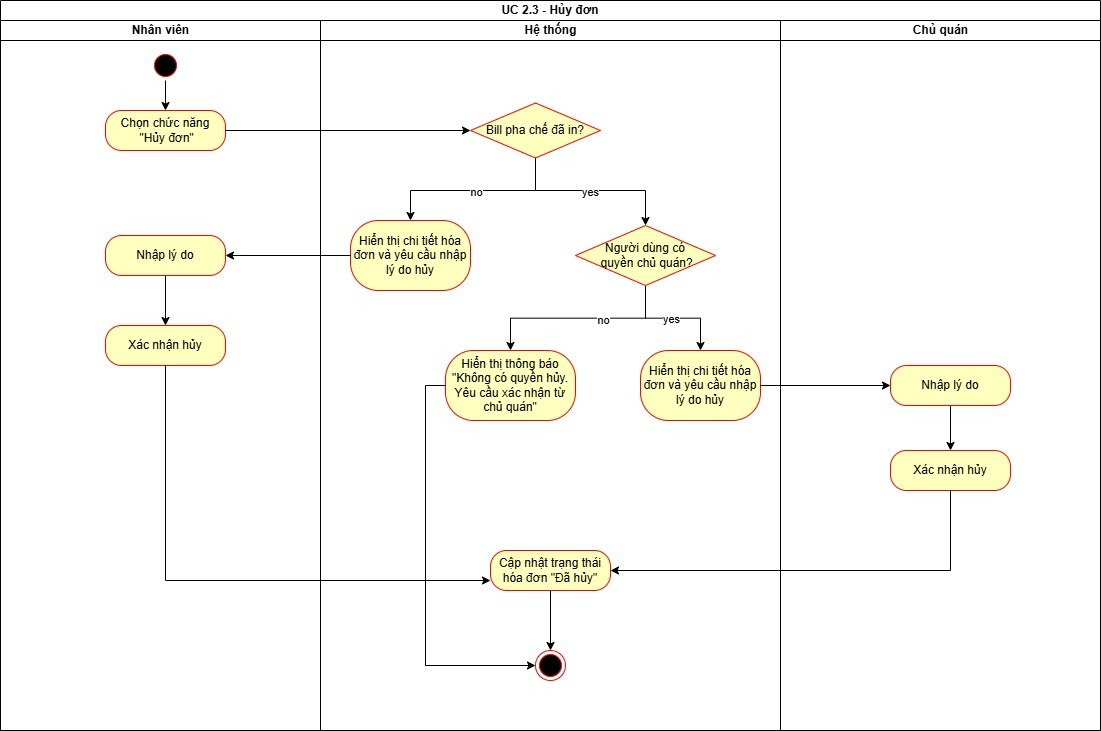 UC 2.3 - Hủy đơn
Nhân viên
Hệ thống
Chủ quán
Chọn chức năng
"Hủy đơn"
Bill pha chế đã in?
no
yes
Nhập lý do
Hiển thị chi tiết hóa
đơn và yêu cầu nhập
lý do hủy
Người dùng có
quyền chủ quán?
no
yes
Xác nhận hủy
Hiển thị thông báo
"Không có quyền hủy.
Yêu cầu xác nhận từ
chủ quán"
Hiển thị chi tiết hóa
đơn và yêu cầu nhập
lý do hủy
Nhập lý do
Xác nhận hủy
Cập nhật trạng thái
hóa đơn "Đã hủy"